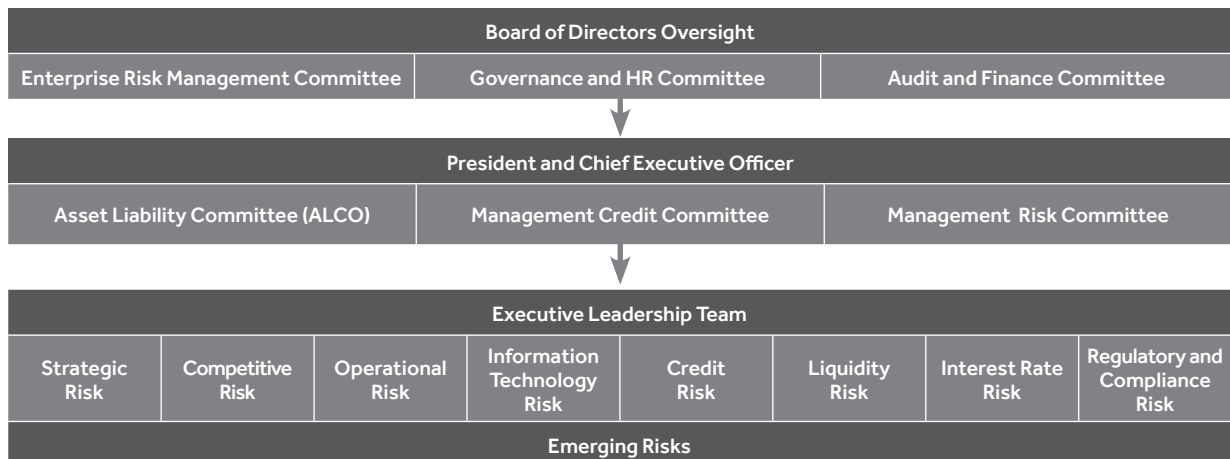 Board of Directors Oversight
Enterprise Risk Management Committee
Governance and HR Committee
Audit and Finance Committee
President and Chief Executive Officer
Asset Liability Committee (ALCO)
Management Credit Committee
Management Risk Committee
Executive Leadership Team
Strategic
Risk
Competitive
Risk
Operational
Risk
Information
Technology
Risk
Credit
Risk
Liquidity
Risk
Interest Rate
Risk
Regulatory and
Compliance
Risk
Emerging Risks